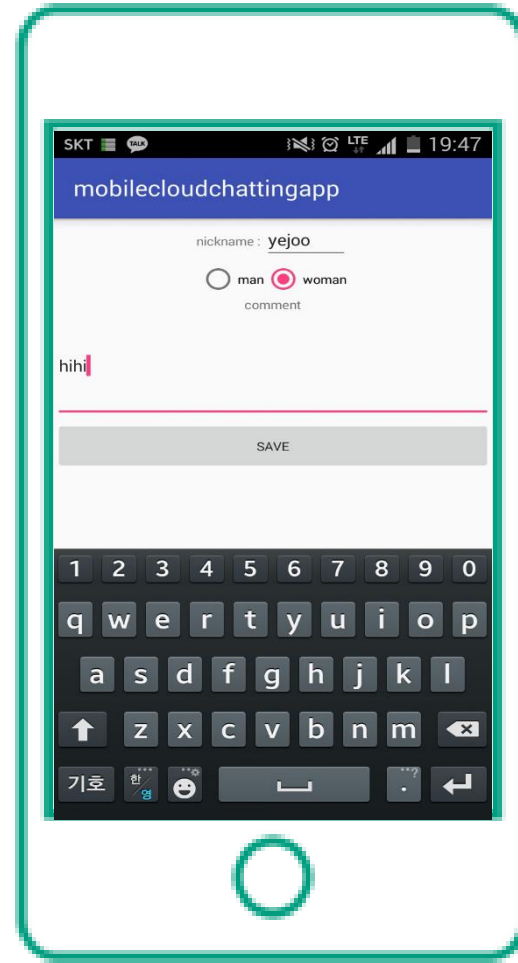 SKT TALK LTE 19:47
mobilecloudchattingapp
nickname : yejoo
man woman
comment
hihi
SAVE
1 2 3 4 5 6 7 8 9 0
q w e r t y u i o p
a s d f g h j k l
z x c v b n m
기호 한/영 . ?